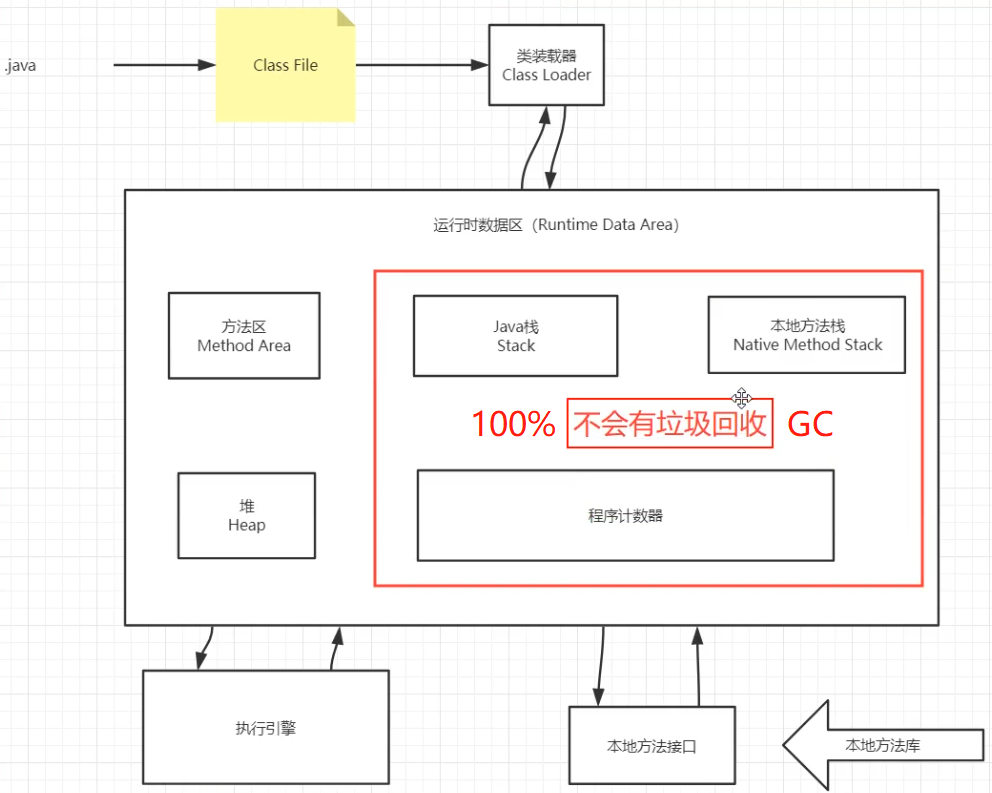 .java
Class File
类装载器
Class Loader
运行时数据区（Runtime Data Area）
方法区
Method Area
Java栈
Stack
本地方法栈
Native Method Stack
100% 不会有垃圾回收 GC
堆
Heap
程序计数器
执行引擎
本地方法接口
本地方法库